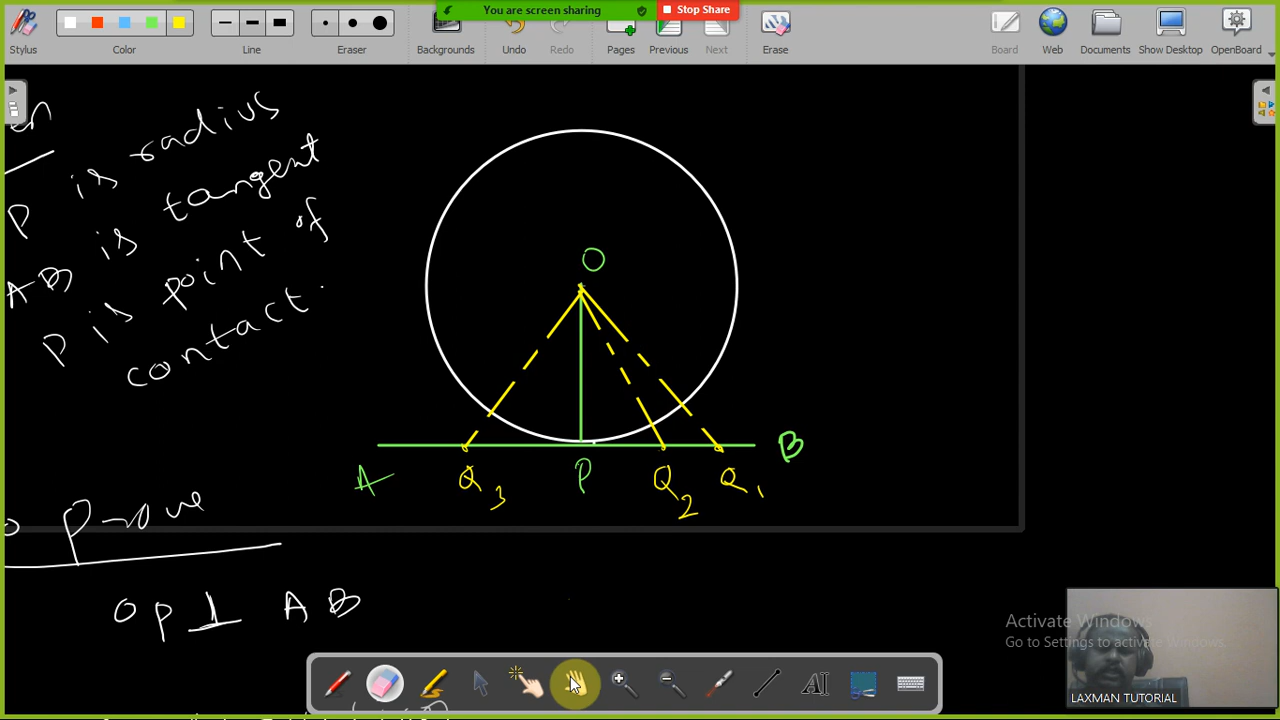 You are screen sharing
Stop Share
Stylus
Color
Line
Eraser
Backgrounds
Undo
Redo
Pages
Previous
Next
Erase
Board
Web
Documents
Show Desktop
OpenBoard
en
P is radius
AB is tangent
P is point of
contact.
O
A
Q3
P
Q2
Q1
B
o Prove
OP ⊥ AB
Activate Windows
Go to Settings to activate Windows.
LAXMAN TUTORIAL